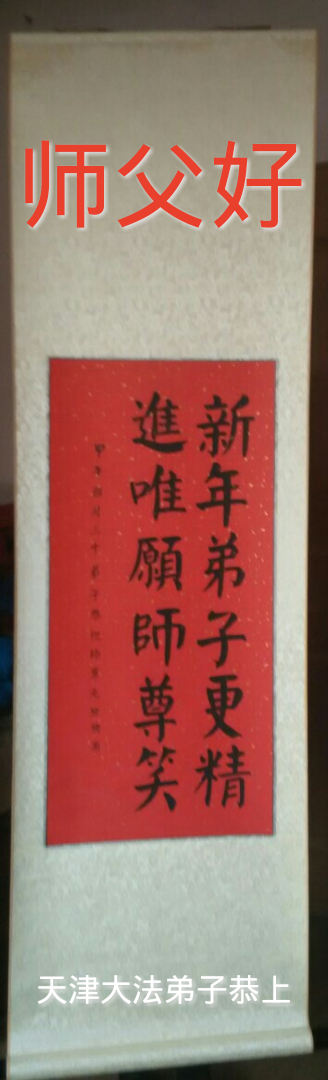 师父好
新年弟子更精
進唯願師尊笑
天津大法弟子恭上